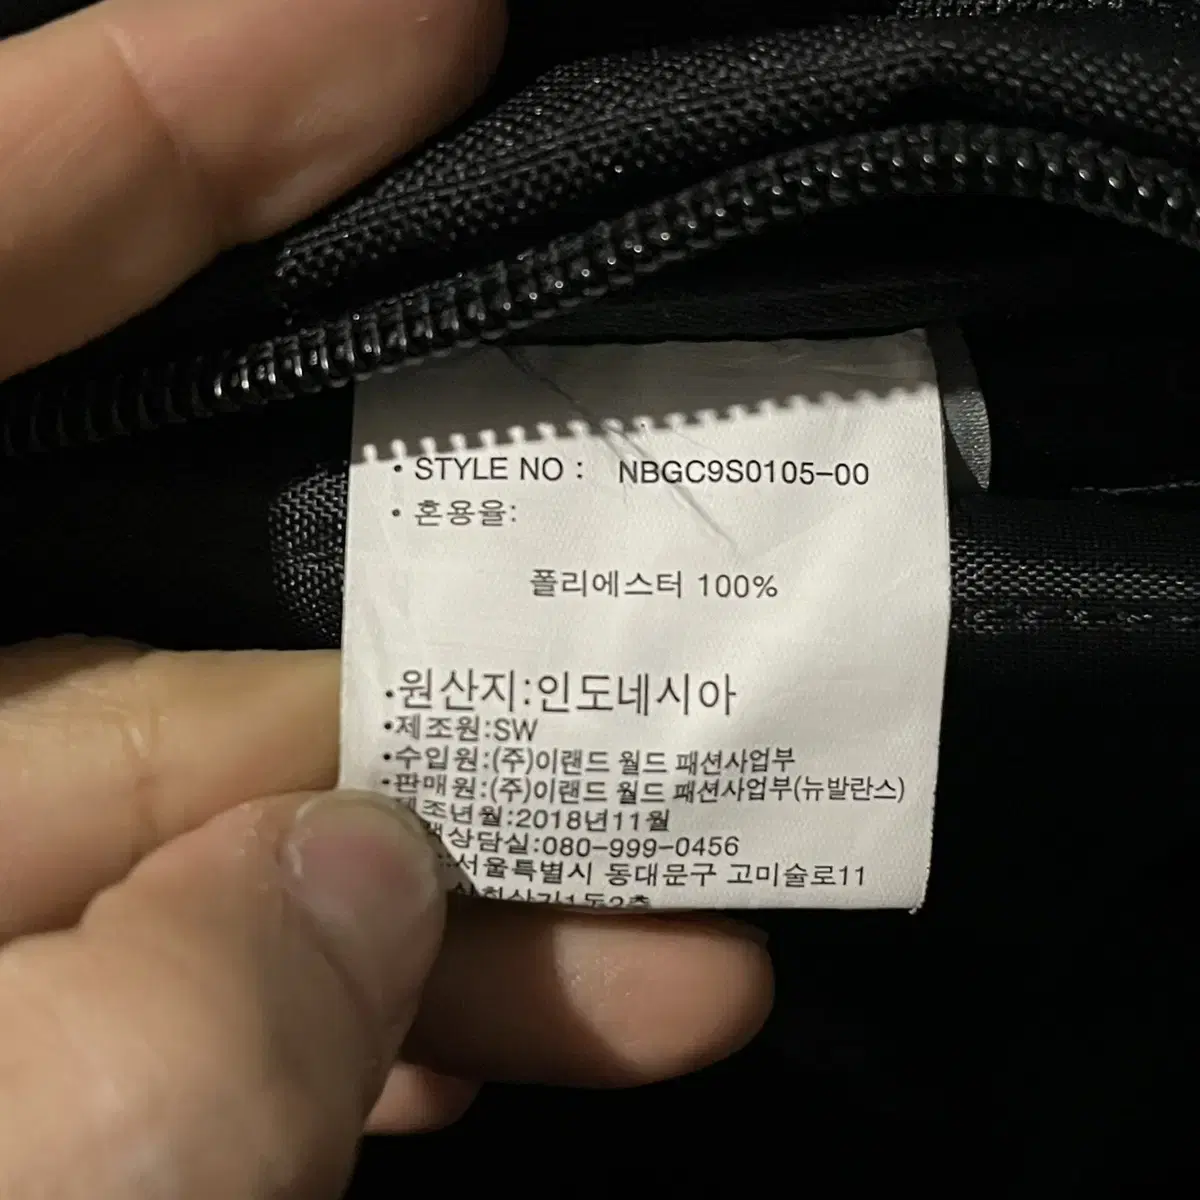 • STYLE NO : NBGC9S0105-00
• 혼용율:
폴리에스터 100%
•원산지:인도네시아
•제조원:SW
•수입원:(주)이랜드 월드 패션사업부
•판매원:(주)이랜드 월드 패션사업부(뉴발란스)
제조년월:2018년11월
상담실:080-999-0456
서울특별시 동대문구 고미술로11